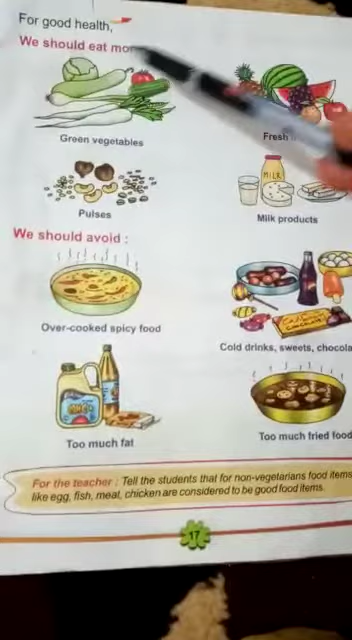 For good health,
We should eat mor
Green vegetables
Fresh
MILK
Pulses
Milk products
We should avoid :
Over-cooked spicy food
Cold drinks, sweets, chocola
Too much fat
Too much fried food
For the teacher : Tell the students that for non-vegetarians food items
like egg, fish, meat, chicken are considered to be good food items.
17